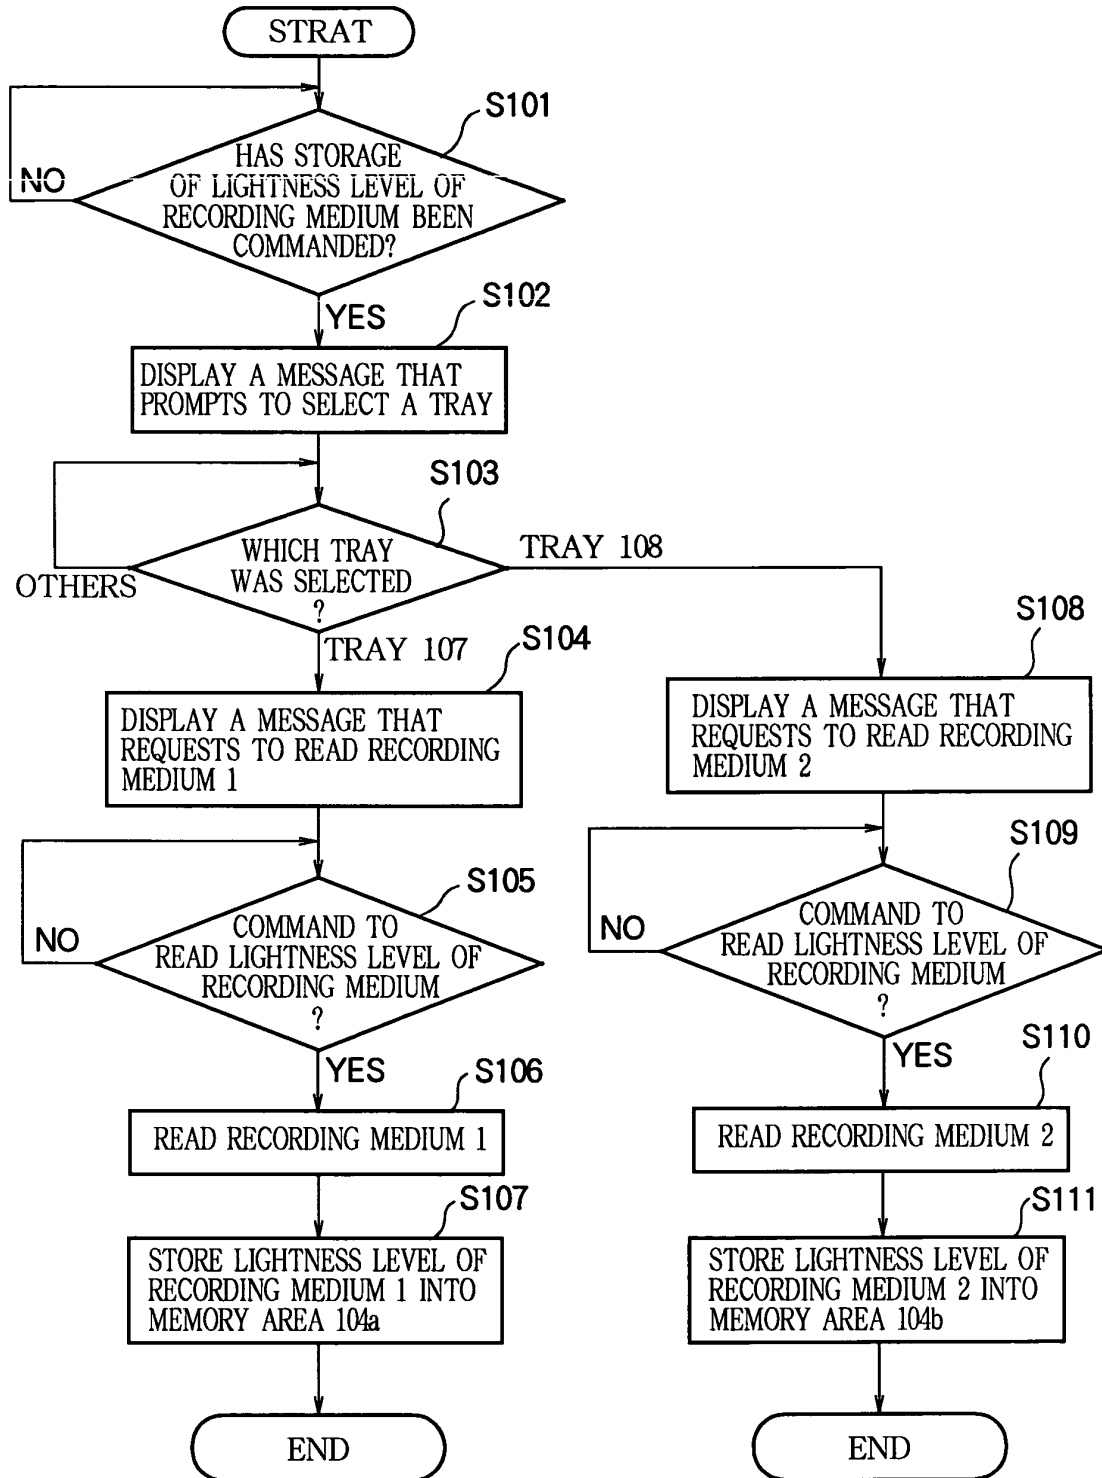 STRAT
S101
HAS STORAGE
OF LIGHTNESS LEVEL OF
RECORDING MEDIUM BEEN
COMMANDED?
NO
YES
S102
DISPLAY A MESSAGE THAT
PROMPTS TO SELECT A TRAY
S103
WHICH TRAY
WAS SELECTED
?
OTHERS
TRAY 108
TRAY 107
S104
DISPLAY A MESSAGE THAT
REQUESTS TO READ RECORDING
MEDIUM 1
S105
COMMAND TO
READ LIGHTNESS LEVEL OF
RECORDING MEDIUM
?
NO
YES
S106
READ RECORDING MEDIUM 1
S107
STORE LIGHTNESS LEVEL OF
RECORDING MEDIUM 1 INTO
MEMORY AREA 104a
END
S108
DISPLAY A MESSAGE THAT
REQUESTS TO READ RECORDING
MEDIUM 2
S109
COMMAND TO
READ LIGHTNESS LEVEL OF
RECORDING MEDIUM
?
NO
YES
S110
READ RECORDING MEDIUM 2
S111
STORE LIGHTNESS LEVEL OF
RECORDING MEDIUM 2 INTO
MEMORY AREA 104b
END